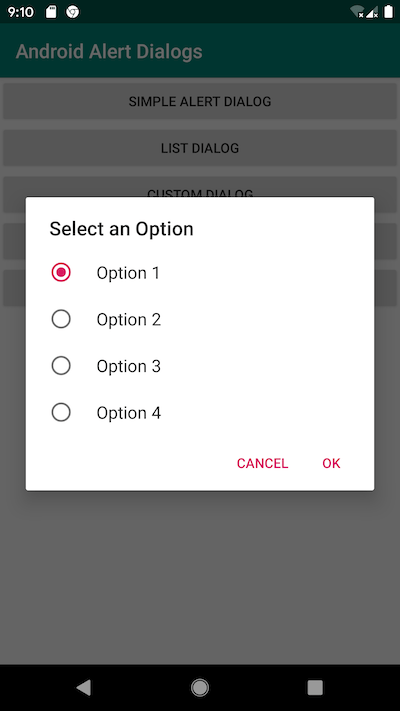 9:10
Android Alert Dialogs
SIMPLE ALERT DIALOG
LIST DIALOG
CUSTOM DIALOG
Select an Option
Option 1
Option 2
Option 3
Option 4
CANCEL OK